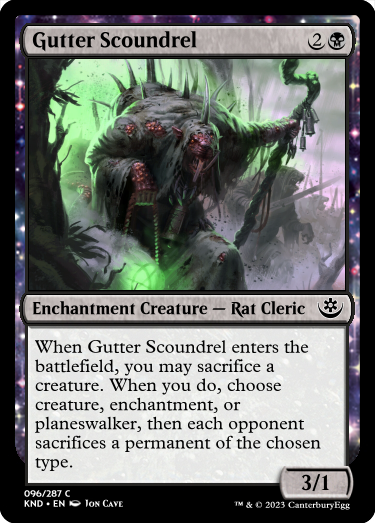 Gutter Scoundrel 2
Enchantment Creature — Rat Cleric
When Gutter Scoundrel enters the
battlefield, you may sacrifice a
creature. When you do, choose
creature, enchantment, or
planeswalker, then each opponent
sacrifices a permanent of the chosen
type.
3/1
096/287 C
KND • EN Jon Cave
™ & © 2023 CanterburyEgg